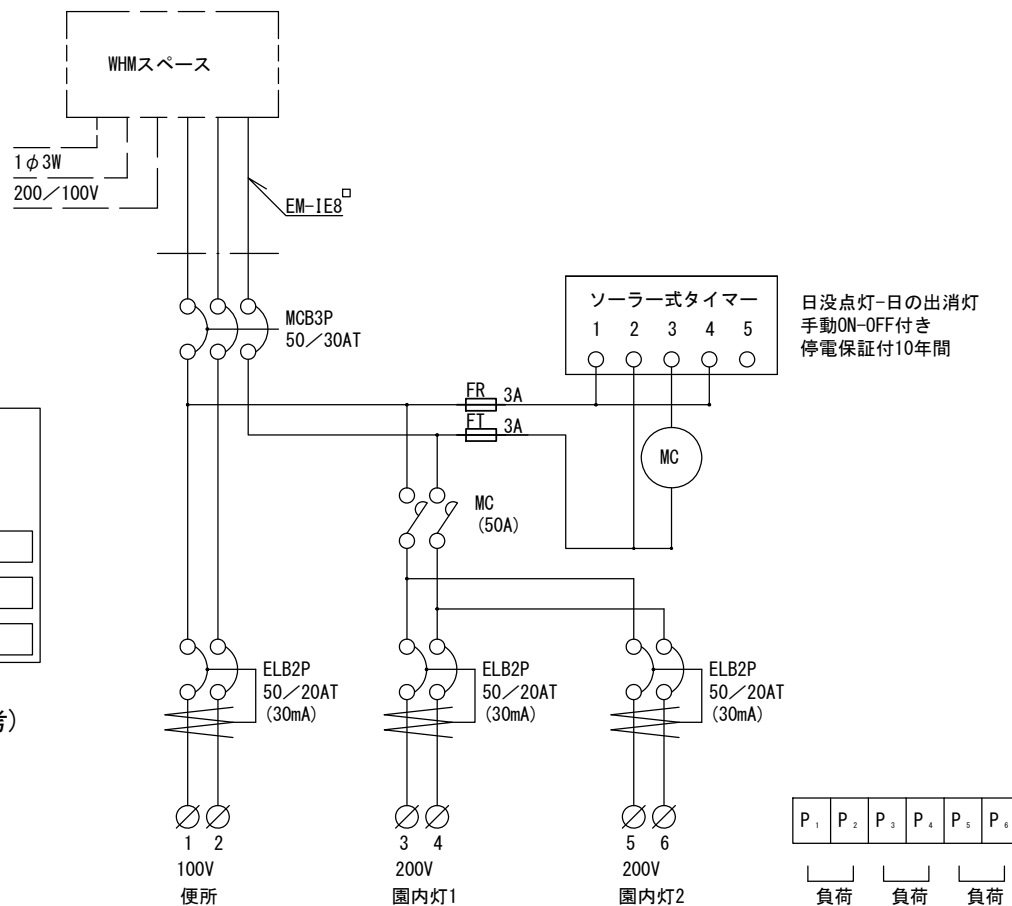 WHMスペース
1φ3W
200／100V
EM-IE8□
MCB3P
50／30AT
ソーラー式タイマー
1 2 3 4 5
日没点灯-日の出消灯
手動ON-OFF付き
停電保証付10年間
FR 3A
FT 3A
MC
MC
(50A)
ELB2P
50／20AT
(30mA)
ELB2P
50／20AT
(30mA)
ELB2P
50／20AT
(30mA)
考)
1 2
100V
便所
3 4
200V
園内灯1
5 6
200V
園内灯2
P1 P2 P3 P4 P5 P6
負荷 負荷 負荷